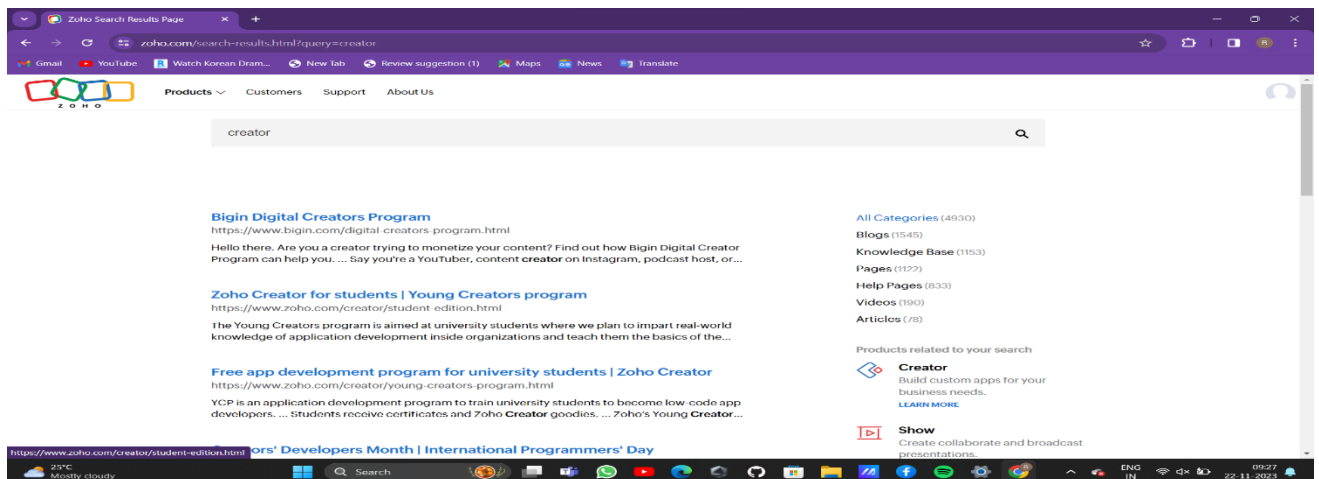 Zoho Search Results Page
zoho.com/search-results.html?query=creator
Gmail YouTube Watch Korean Dram... New Tab Review suggestion (1) Maps News Translate
ZOHO Products Customers Support About Us
creator
Bigin Digital Creators Program
https://www.bigin.com/digital-creators-program.html
Hello there. Are you a creator trying to monetize your content? Find out how Bigin Digital Creator
Program can help you. ... Say you're a YouTuber, content creator on Instagram, podcast host, or...
Zoho Creator for students | Young Creators program
https://www.zoho.com/creator/student-edition.html
The Young Creators program is aimed at university students where we plan to impart real-world
knowledge of application development inside organizations and teach them the basics of the...
Free app development program for university students | Zoho Creator
https://www.zoho.com/creator/young-creators-program.html
YCP is an application development program to train university students to become low-code app
developers. ... Students receive certificates and Zoho Creator goodies. ... Zoho's Young Creator...
ors' Developers Month | International Programmers' Day
All Categories (4930)
Blogs (1545)
Knowledge Base (1153)
Pages (1122)
Help Pages (833)
Videos (190)
Articles (78)
Products related to your search
Creator
Build custom apps for your
business needs.
LEARN MORE
Show
Create collaborate and broadcast
presentations.
https://www.zoho.com/creator/student-edition.html
25°C
Mostly cloudy
Search
ENG
IN
09:27
22-11-2023